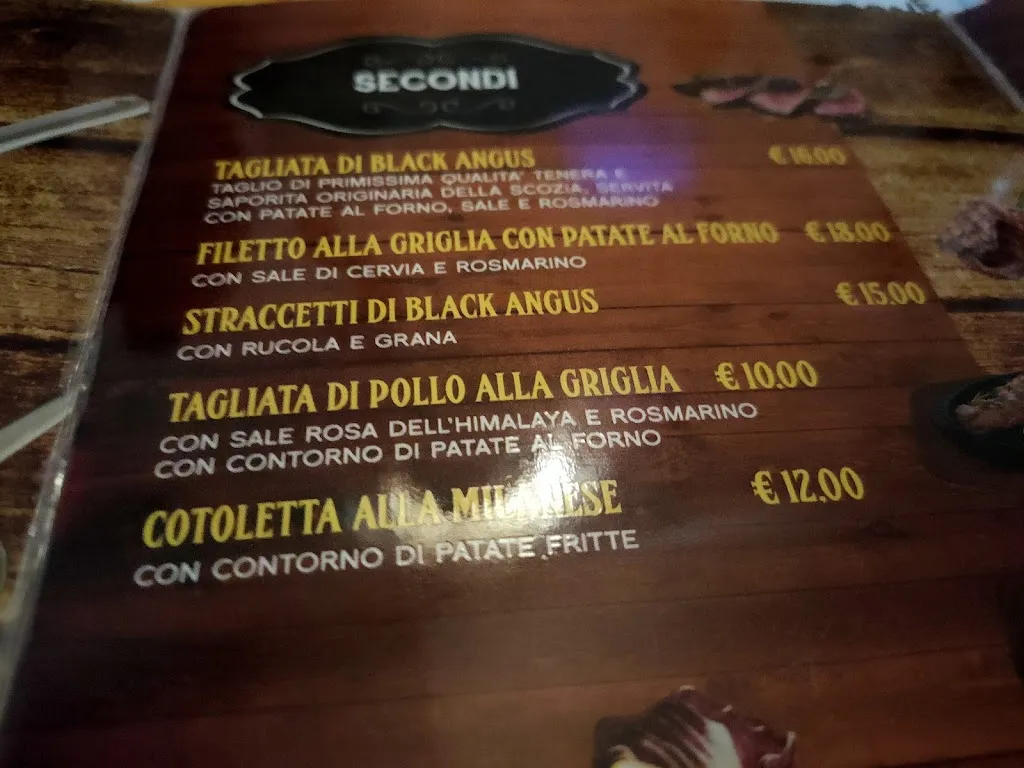 SECONDI
TAGLIATA DI BLACK ANGUS € 16.00
TAGLIO DI PRIMISSIMA QUALITA' TENERA E
SAPORITA ORIGINARIA DELLA SCOZIA, SERVITA
CON PATATE AL FORNO, SALE E ROSMARINO
FILETTO ALLA GRIGLIA CON PATATE AL FORNO € 18.00
CON SALE DI CERVIA E ROSMARINO
STRACCETTI DI BLACK ANGUS € 15.00
CON RUCOLA E GRANA
TAGLIATA DI POLLO ALLA GRIGLIA € 10.00
CON SALE ROSA DELL'HIMALAYA E ROSMARINO
CON CONTORNO DI PATATE AL FORNO
COTOLETTA ALLA MILANESE € 12,00
CON CONTORNO DI PATATE FRITTE